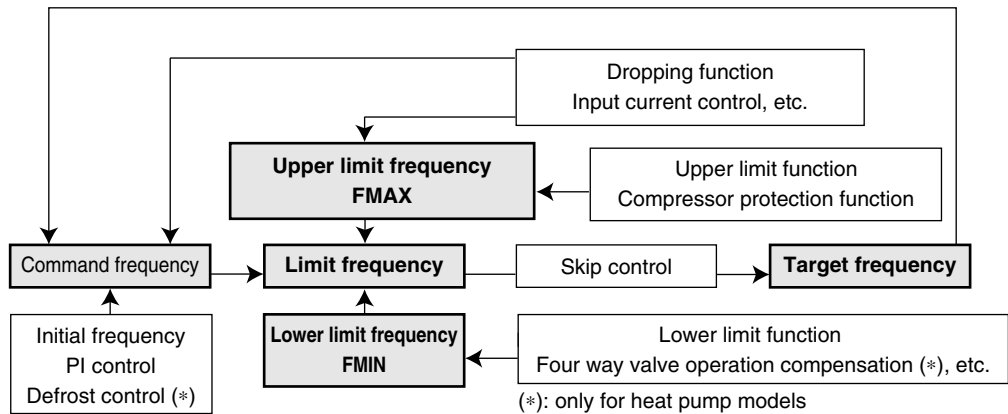 Dropping function
Input current control, etc.
Upper limit frequency
FMAX
Upper limit function
Compressor protection function
Command frequency
Limit frequency
Skip control
Target frequency
Initial frequency
PI control
Defrost control (*)
Lower limit frequency
FMIN
Lower limit function
Four way valve operation compensation (*), etc.
(*): only for heat pump models